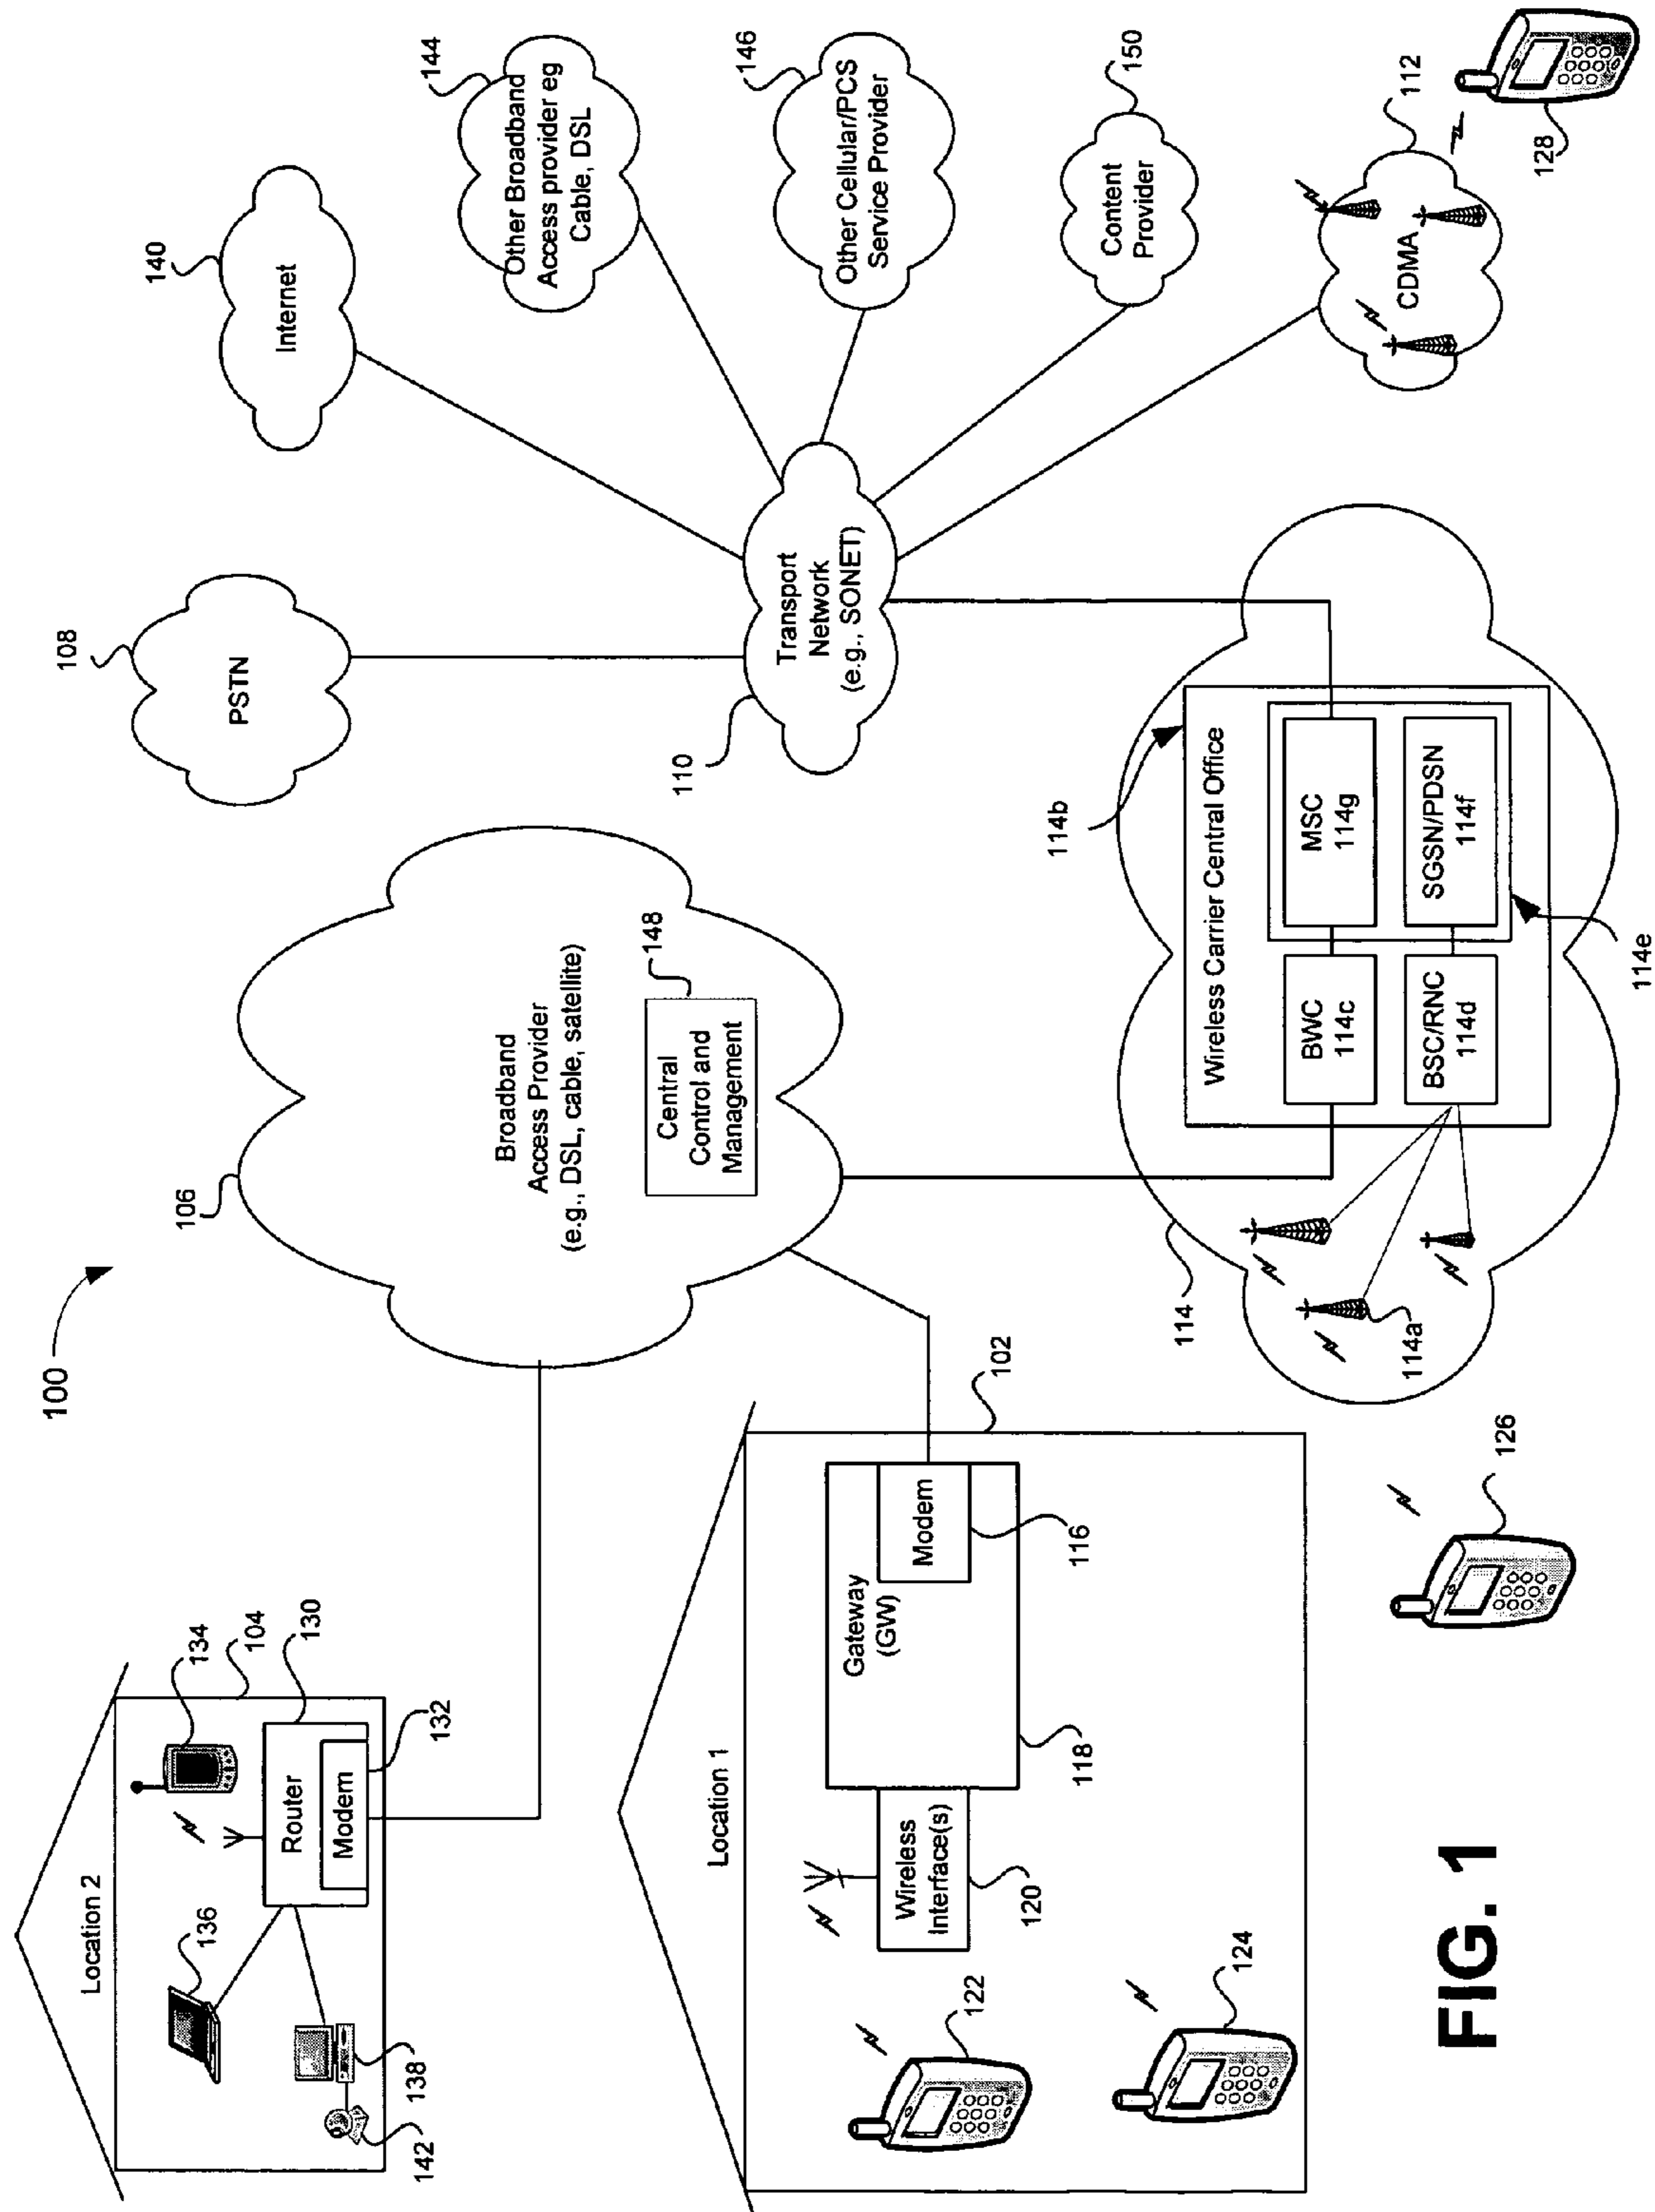 100
Location 2
136
134
104
130
Router
Modem
132
138
142
Location 1
102
Gateway
(GW)
Modem
116
118
Wireless
Interface(s)
120
122
124
126
106
Broadband
Access Provider
(e.g., DSL, cable, satellite)
148
Central
Control and
Management
108
PSTN
140
Internet
144
Other Broadband
Access provider eg
Cable, DSL
146
Other Cellular/PCS
Service Provider
150
Content
Provider
110
Transport
Network
(e.g., SONET)
112
CDMA
128
114
114a
114b
Wireless Carrier Central Office
BWC
114c
MSC
114g
BSC/RNC
114d
SGSN/PDSN
114f
114e
FIG. 1